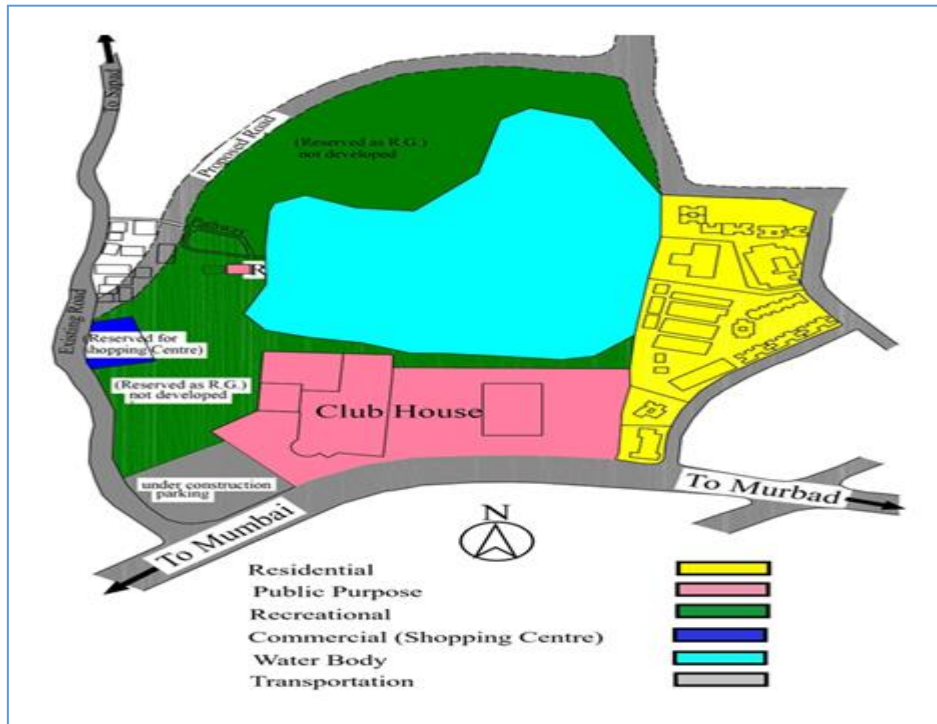 To Sapad
Proposed Road
(Reserved as R.G.)
not developed
R
Existing Road
(Reserved for
shopping Centre)
(Reserved as R.G.)
not developed
Club House
under construction
parking
To Mumbai
To Murbad
N
Residential
Public Purpose
Recreational
Commercial (Shopping Centre)
Water Body
Transportation